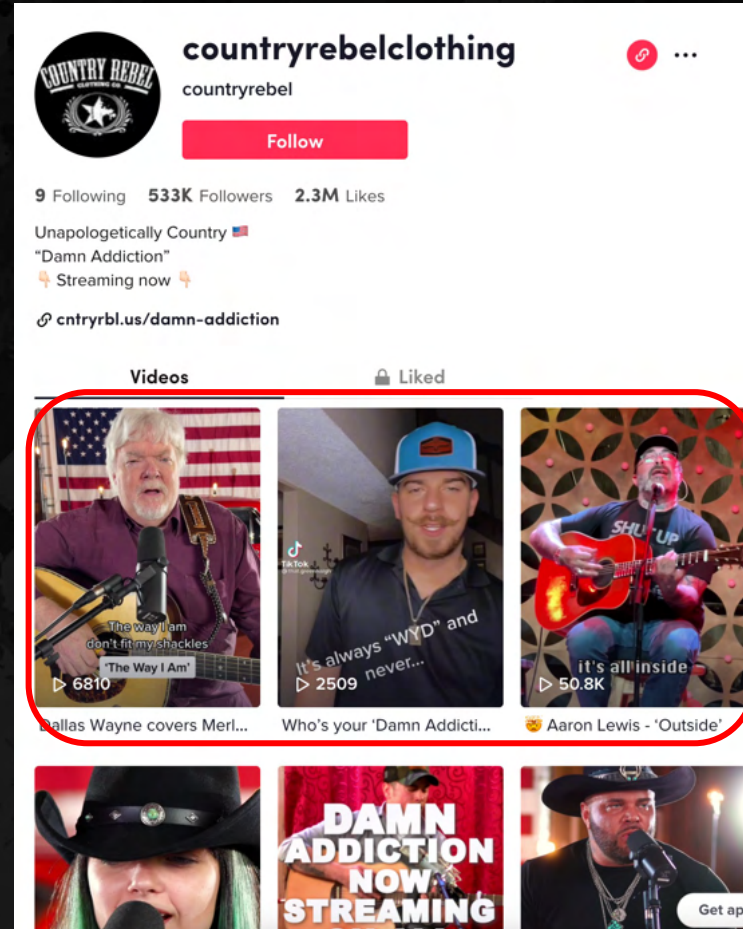 countryrebelclothing
COUNTRY REBEL
CLOTHING CO.
countryrebel
Follow
9 Following 533K Followers 2.3M Likes
Unapologetically Country 🇺🇸
“Damn Addiction”
👇🏻 Streaming now 👇🏻
cntryrbl.us/damn-addiction
Videos Liked
The way I am
don't fit my shackles
'The Way I Am'
6810
TikTok
It's always "WYD" and
never...
2509
SHUT UP
it's all inside
50.8K
Dallas Wayne covers Merl...
Who's your 'Damn Addicti...
🤯 Aaron Lewis - 'Outside'
DAMN
ADDICTION
NOW
STREAMING
Get ap